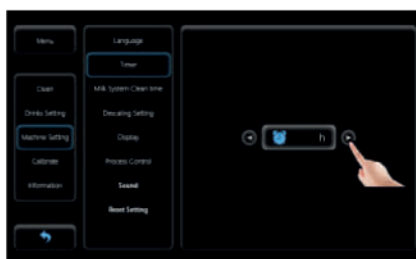 Menu
Clean
Drinks Setting
Machine Setting
Calibrate
Information
Language
Timer
Milk System Clean time
Descaling Setting
Display
Process Control
Sound
Reset Setting
h